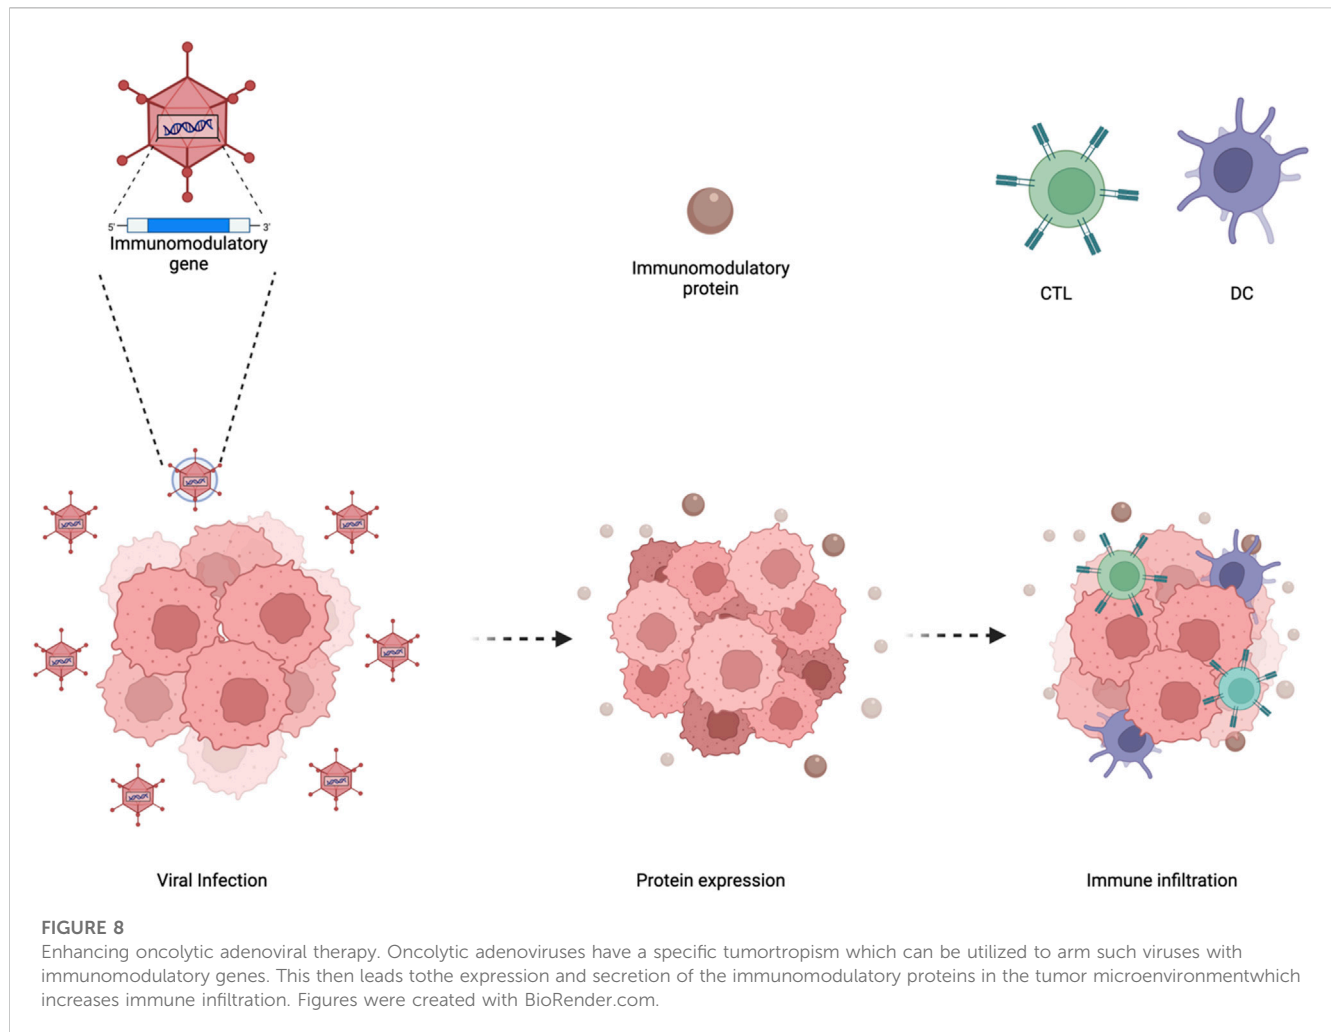 5'
3'
Immunomodulatory
gene
Immunomodulatory
protein
CTL
DC
Viral Infection
Protein expression
Immune infiltration
FIGURE 8
Enhancing oncolytic adenoviral therapy. Oncolytic adenoviruses have a specific tumortropism which can be utilized to arm such viruses with
immunomodulatory genes. This then leads tothe expression and secretion of the immunomodulatory proteins in the tumor microenvironmentwhich
increases immune infiltration. Figures were created with BioRender.com.